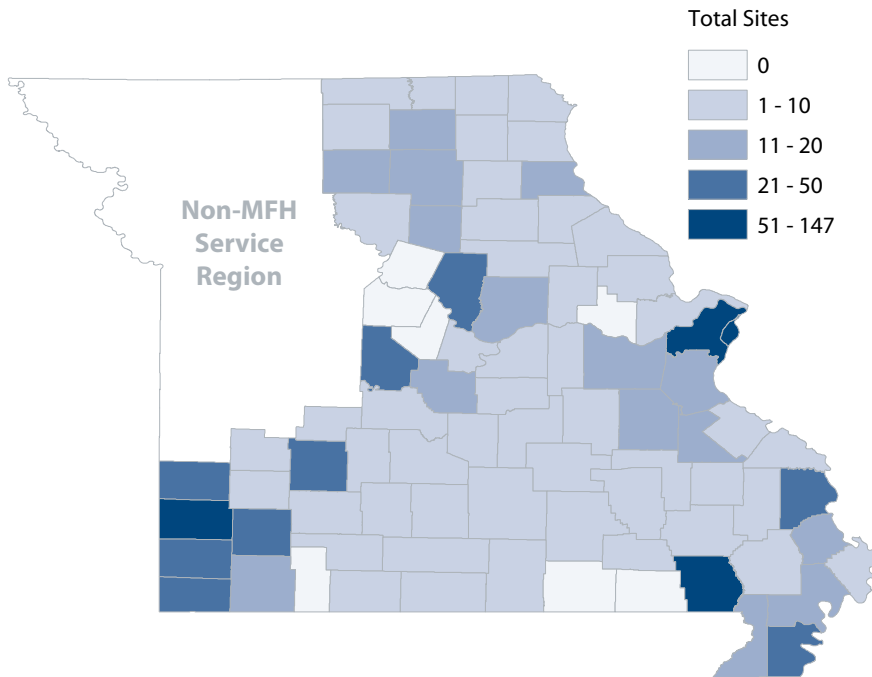 Total Sites
0
1 - 10
11 - 20
21 - 50
51 - 147
Non-MFH
Service
Region